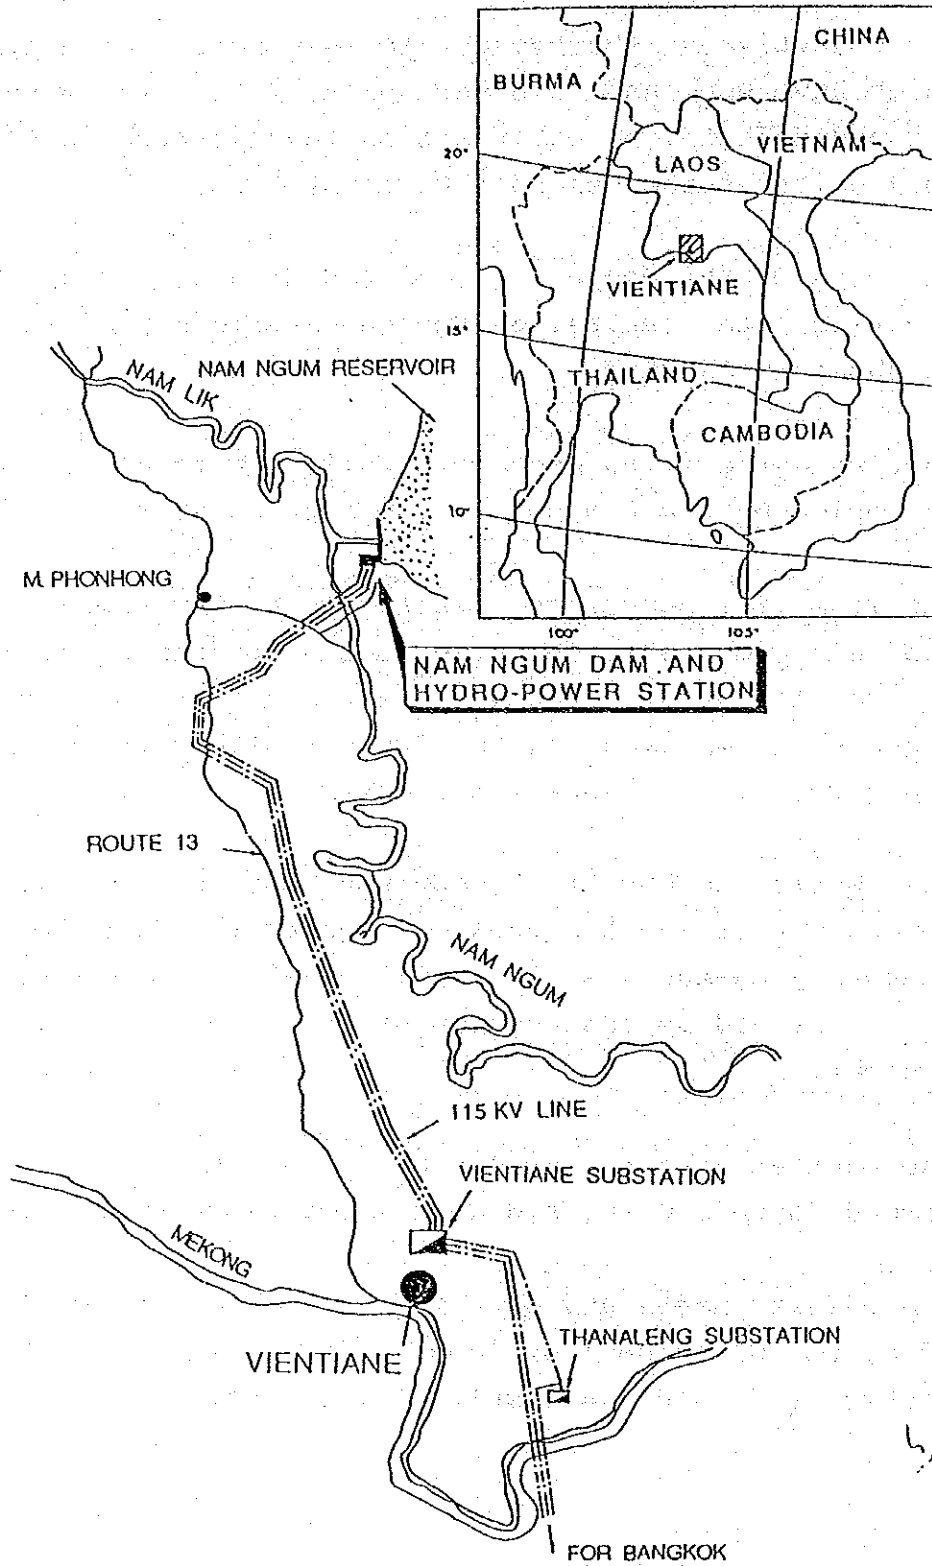 CHINA
BURMA
VIETNAM
20°
LAOS
VIENTIANE
15°
THAILAND
CAMBODIA
10°
100°
105°
NAM LIK
NAM NGUM RESERVOIR
M. PHONHONG
NAM NGUM DAM AND
HYDRO-POWER STATION
ROUTE 13
NAM NGUM
115 KV LINE
VIENTIANE SUBSTATION
MEKONG
THANALENG SUBSTATION
VIENTIANE
FOR BANGKOK